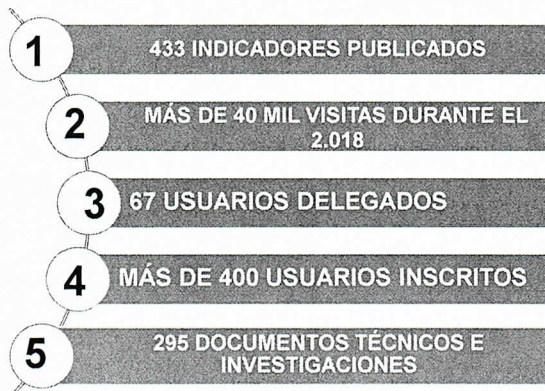 1
433 INDICADORES PUBLICADOS
2
MÁS DE 40 MIL VISITAS DURANTE EL
2.018
3
67 USUARIOS DELEGADOS
4
MÁS DE 400 USUARIOS INSCRITOS
5
295 DOCUMENTOS TÉCNICOS E
INVESTIGACIONES